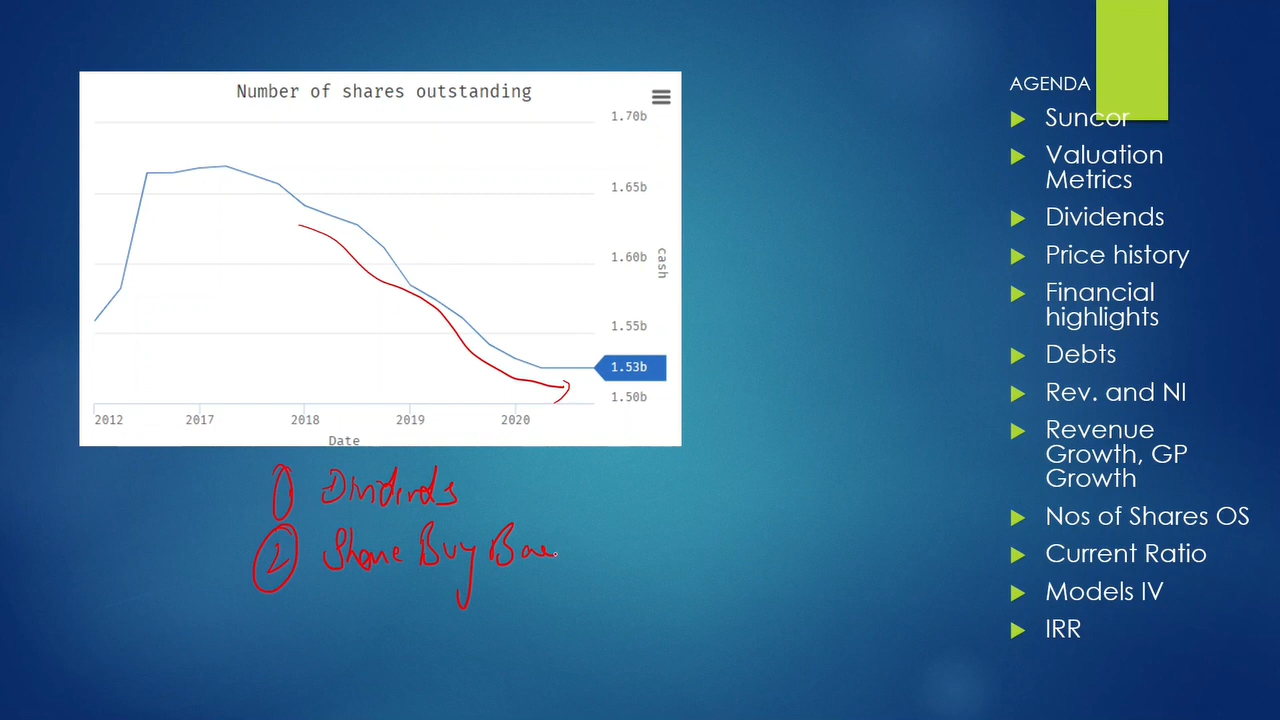 Number of shares outstanding
1.70b
1.65b
1.60b
1.55b
1.53b
1.50b
cash
2012 2017 2018 2019 2020
Date
1 Dividends
2 Share Buy Bac
AGENDA
Suncor
Valuation
Metrics
Dividends
Price history
Financial
highlights
Debts
Rev. and NI
Revenue
Growth, GP
Growth
Nos of Shares OS
Current Ratio
Models IV
IRR